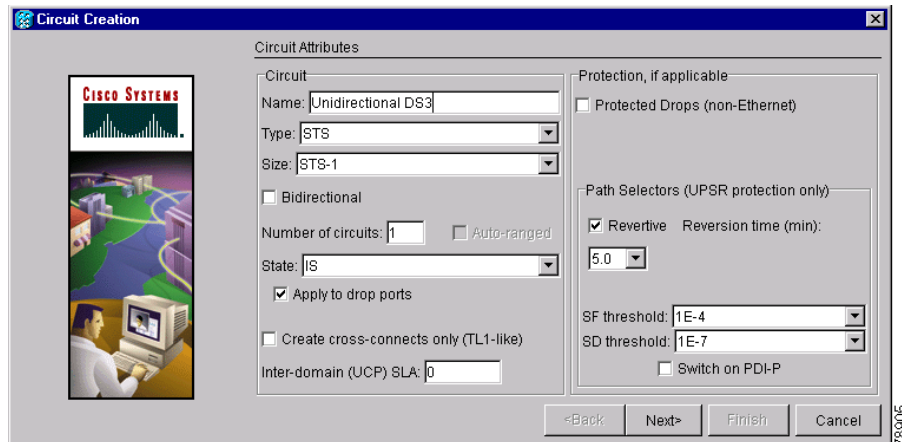 Circuit Creation
Circuit Attributes
CISCO SYSTEMS
Circuit
Name: Unidirectional DS3
Type: STS
Size: STS-1
Bidirectional
Number of circuits: 1 Auto-ranged
State: IS
Apply to drop ports
Create cross-connects only (TL1-like)
Inter-domain (UCP) SLA: 0
Protection, if applicable
Protected Drops (non-Ethernet)
Path Selectors (UPSR protection only)
Revertive Reversion time (min):
5.0
SF threshold: 1E-4
SD threshold: 1E-7
Switch on PDI-P
<Back Next> Finish Cancel
78905